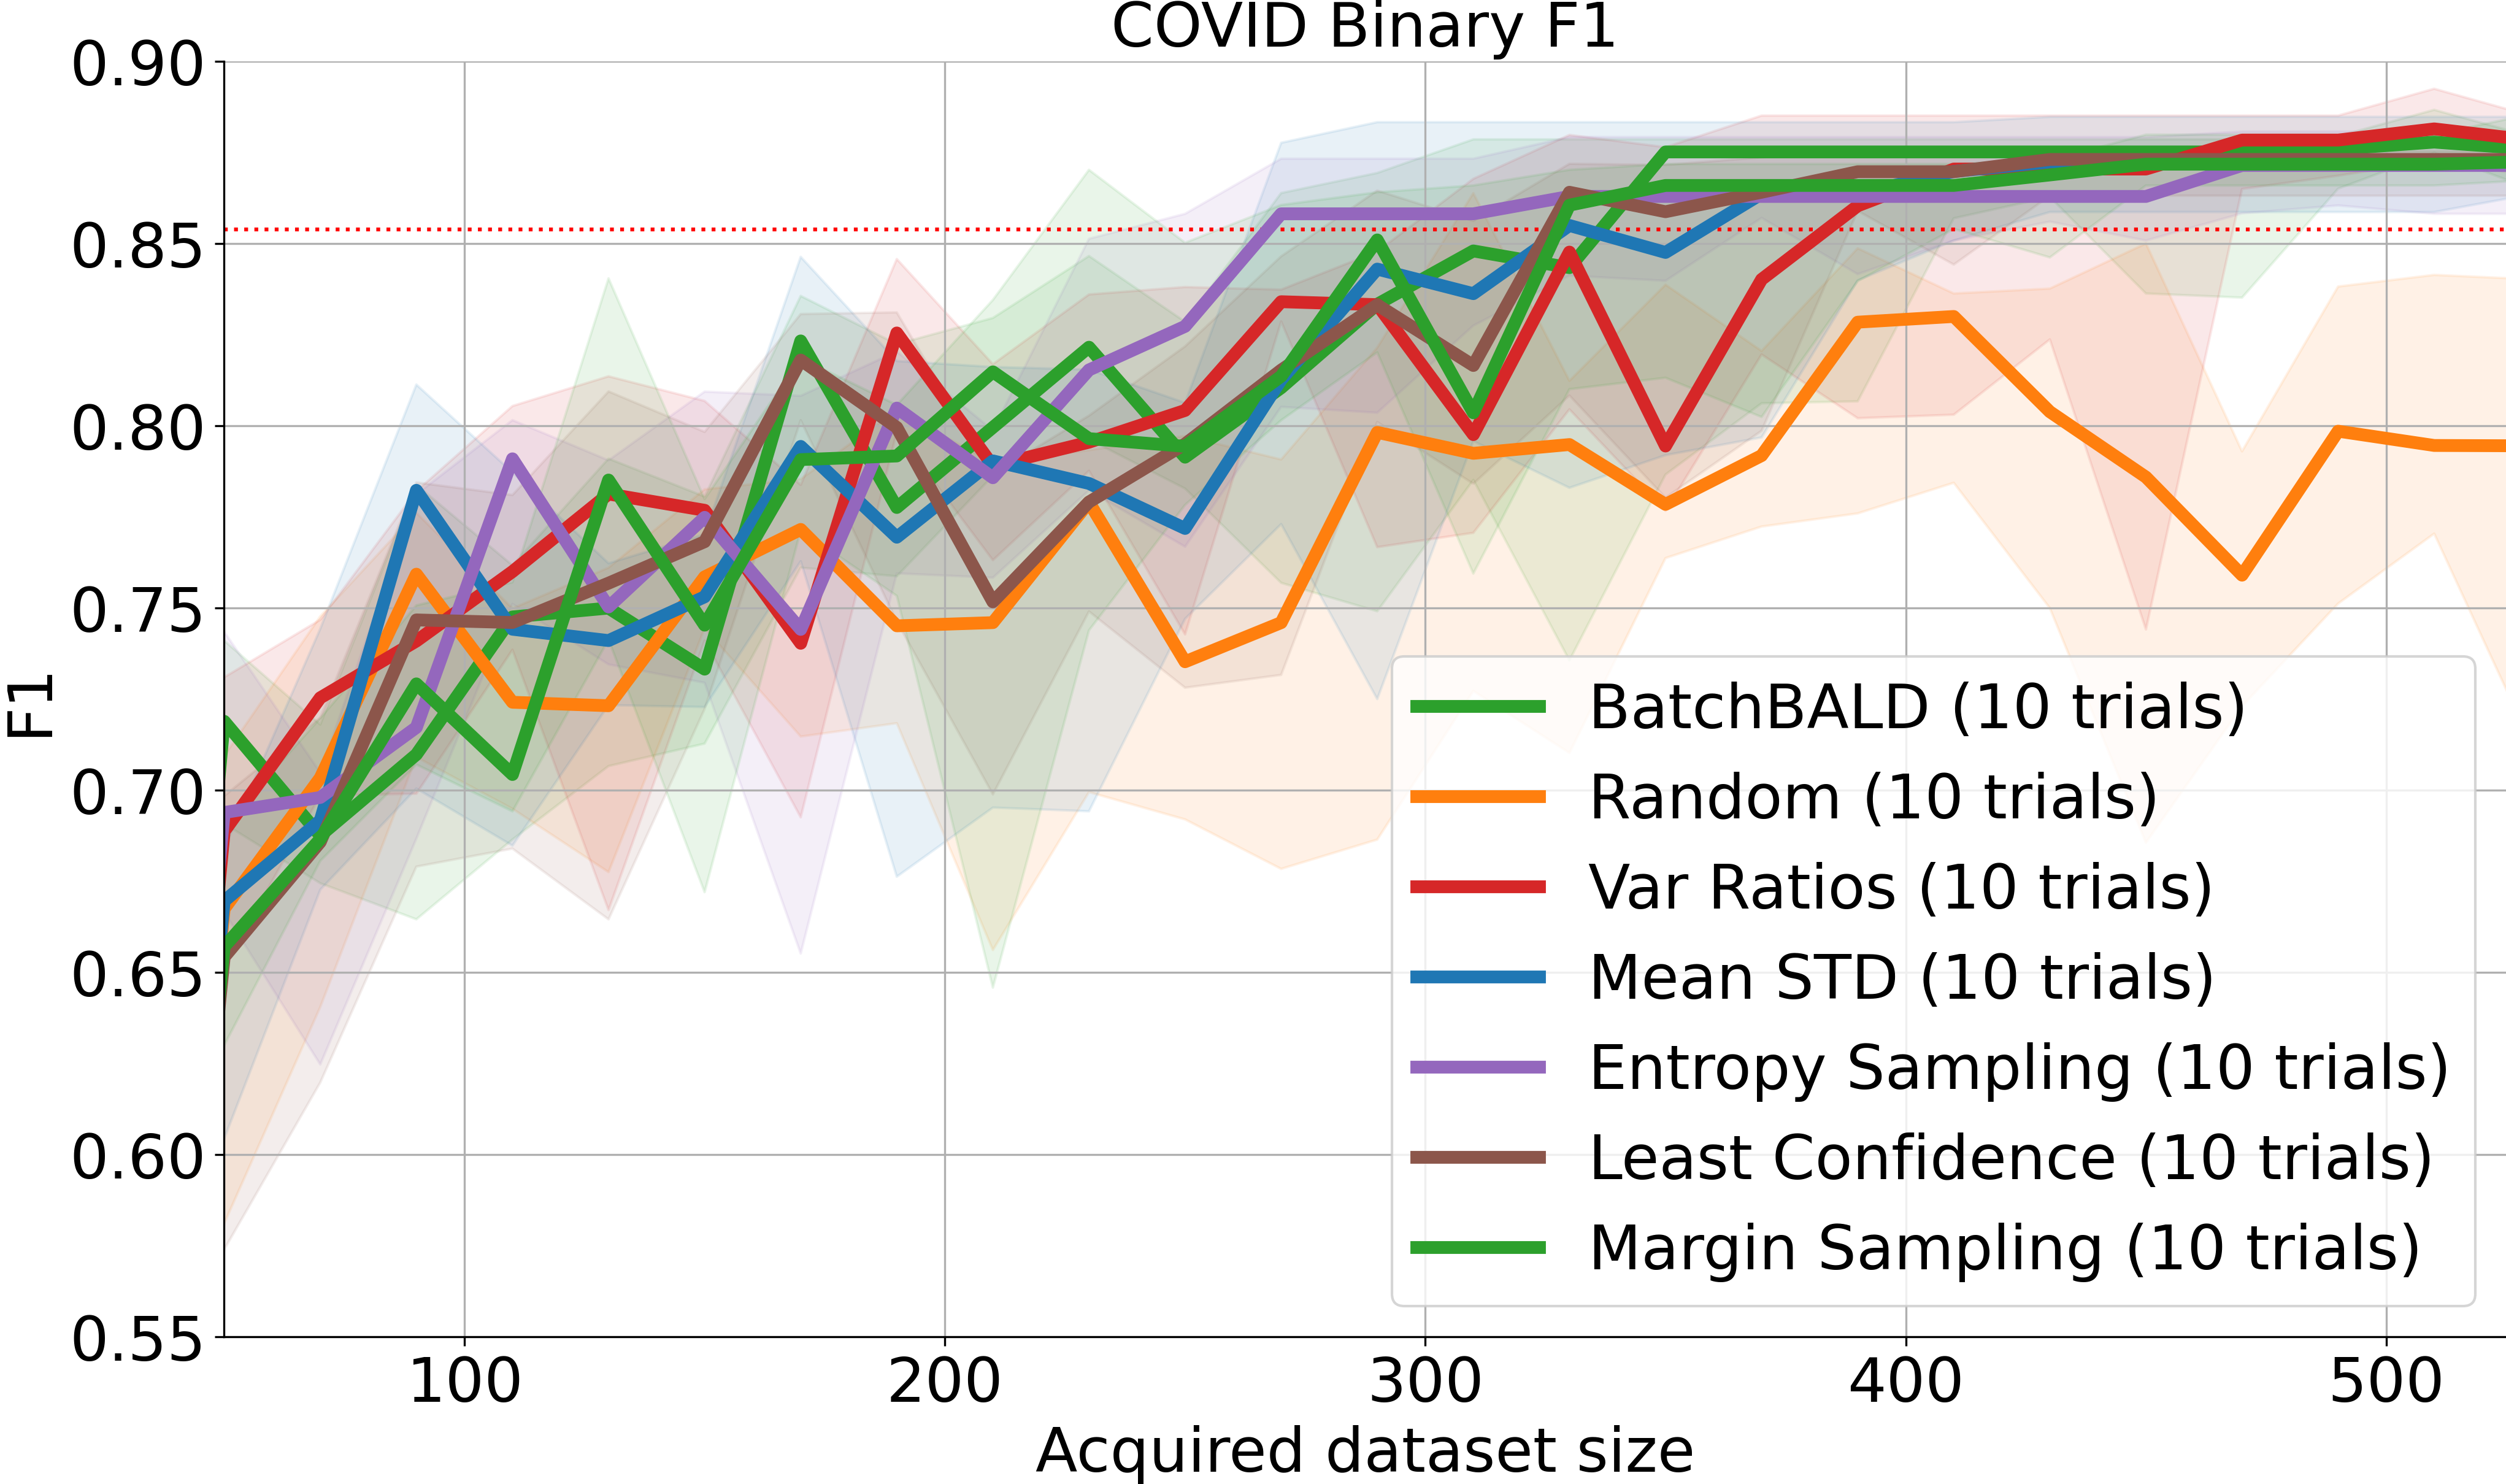 COVID Binary F1
0.90
0.85
0.80
0.75
0.70
0.65
0.60
0.55
F1
BatchBALD (10 trials)
Random (10 trials)
Var Ratios (10 trials)
Mean STD (10 trials)
Entropy Sampling (10 trials)
Least Confidence (10 trials)
Margin Sampling (10 trials)
100 200 300 400 500
Acquired dataset size